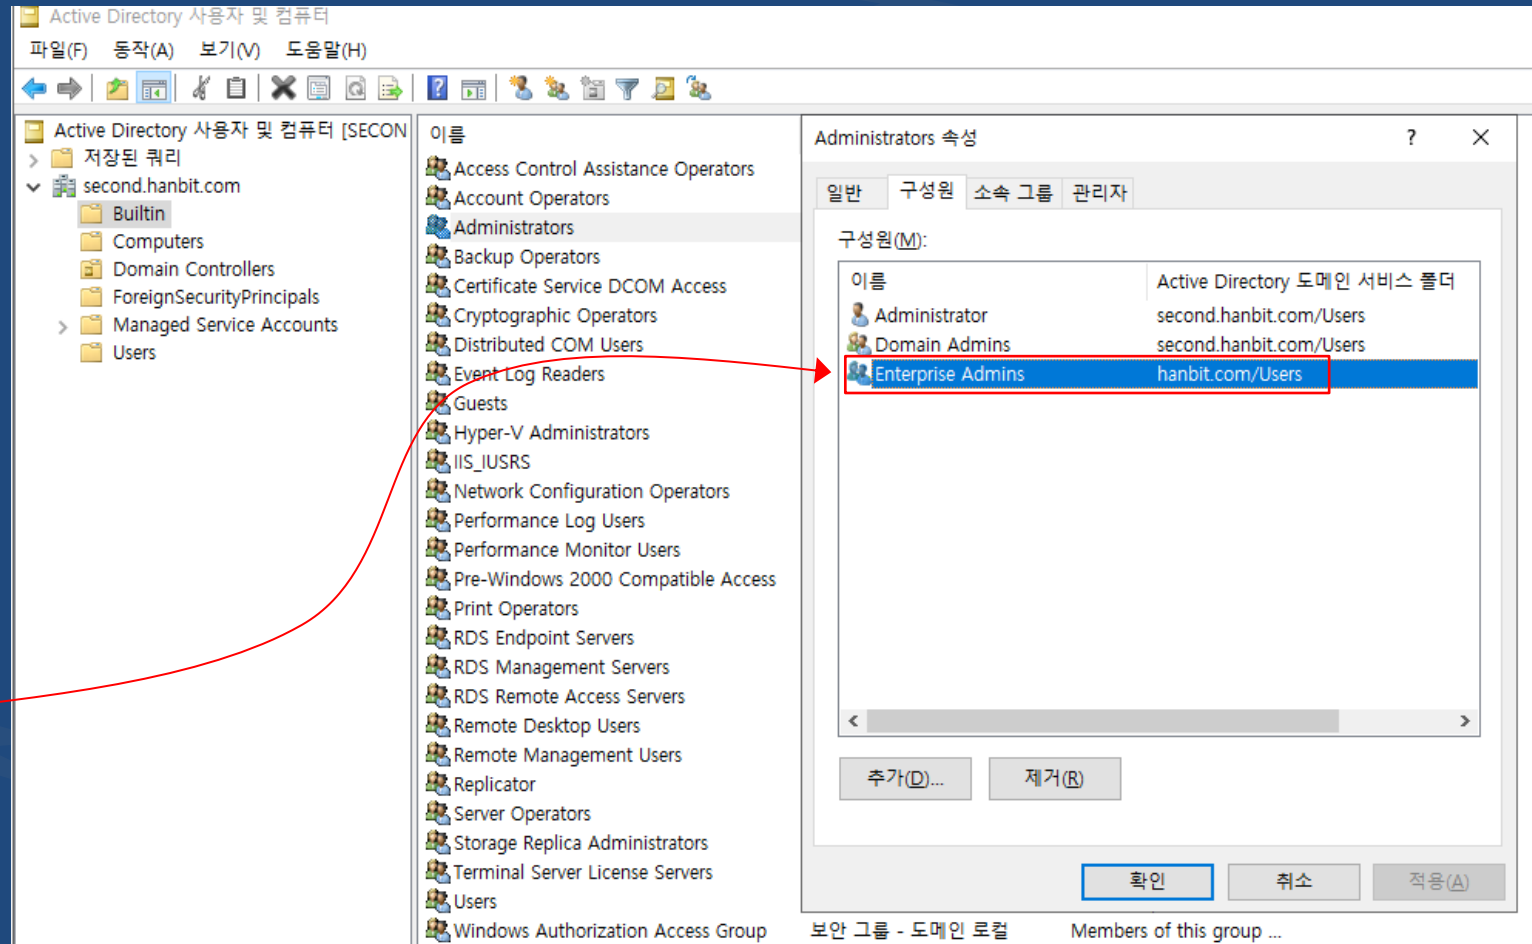 Active Directory 사용자 및 컴퓨터
파일(F) 동작(A) 보기(V) 도움말(H)
Active Directory 사용자 및 컴퓨터 [SECON
저장된 쿼리
second.hanbit.com
Builtin
Computers
Domain Controllers
ForeignSecurityPrincipals
Managed Service Accounts
Users
이름
Access Control Assistance Operators
Account Operators
Administrators
Backup Operators
Certificate Service DCOM Access
Cryptographic Operators
Distributed COM Users
Event Log Readers
Guests
Hyper-V Administrators
IIS_IUSRS
Network Configuration Operators
Performance Log Users
Performance Monitor Users
Pre-Windows 2000 Compatible Access
Print Operators
RDS Endpoint Servers
RDS Management Servers
RDS Remote Access Servers
Remote Desktop Users
Remote Management Users
Replicator
Server Operators
Storage Replica Administrators
Terminal Server License Servers
Users
Windows Authorization Access Group 보안 그룹 - 도메인 로컬 Members of this group ...
Administrators 속성 ?
일반 구성원 소속 그룹 관리자
구성원(M):
이름 Active Directory 도메인 서비스 폴더
Administrator second.hanbit.com/Users
Domain Admins second.hanbit.com/Users
Enterprise Admins hanbit.com/Users
추가(D)... 제거(R)
확인 취소 적용(A)